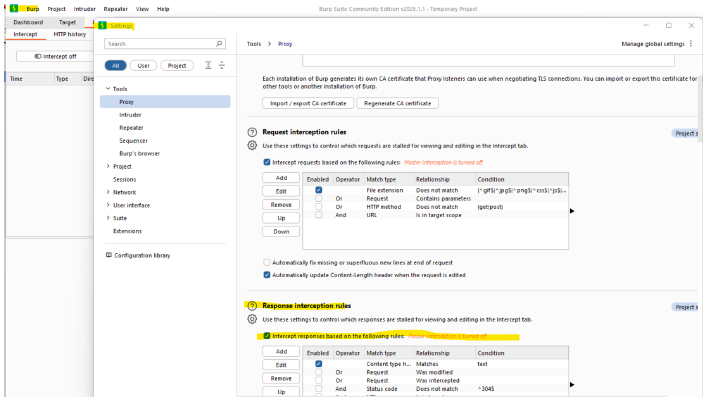 Burp Project Intruder Repeater View Help Burp Suite Community Edition v2025.1.1 - Temporary Project
Dashboard Target
Settings
Intercept HTTP history
Search
Tools > Proxy
Manage global settings
Intercept off
All User Project
Time Type Dire
Each installation of Burp generates its own CA certificate that Proxy listeners can use when negotiating TLS connections. You can import or export this certificate for
other tools or another installation of Burp.
Tools
Proxy
Import / export CA certificate Regenerate CA certificate
Intruder
Repeater
Sequencer
Burp's browser
Project
Sessions
Network
User interface
Suite
Extensions
Configuration library
Request interception rules
Project s
Use these settings to control which requests are stalled for viewing and editing in the Intercept tab.
Intercept requests based on the following rules: Master interception is turned off
Add Enabled Operator Match type Relationship Condition
Edit File extension Does not match (^gif$|^jpg$|^png$|^css$|^js$|...
Remove Or Request Contains parameters
Or HTTP method Does not match (get|post)
Up And URL Is in target scope
Down
Automatically fix missing or superfluous new lines at end of request
Automatically update Content-Length header when the request is edited
Response interception rules
Project s
Use these settings to control which responses are stalled for viewing and editing in the Intercept tab.
Intercept responses based on the following rules: Master interception is turned off
Add Enabled Operator Match type Relationship Condition
Edit Content type h... Matches text
Or Request Was modified
Remove Or Request Was intercepted
Up And Status code Does not match ^304$